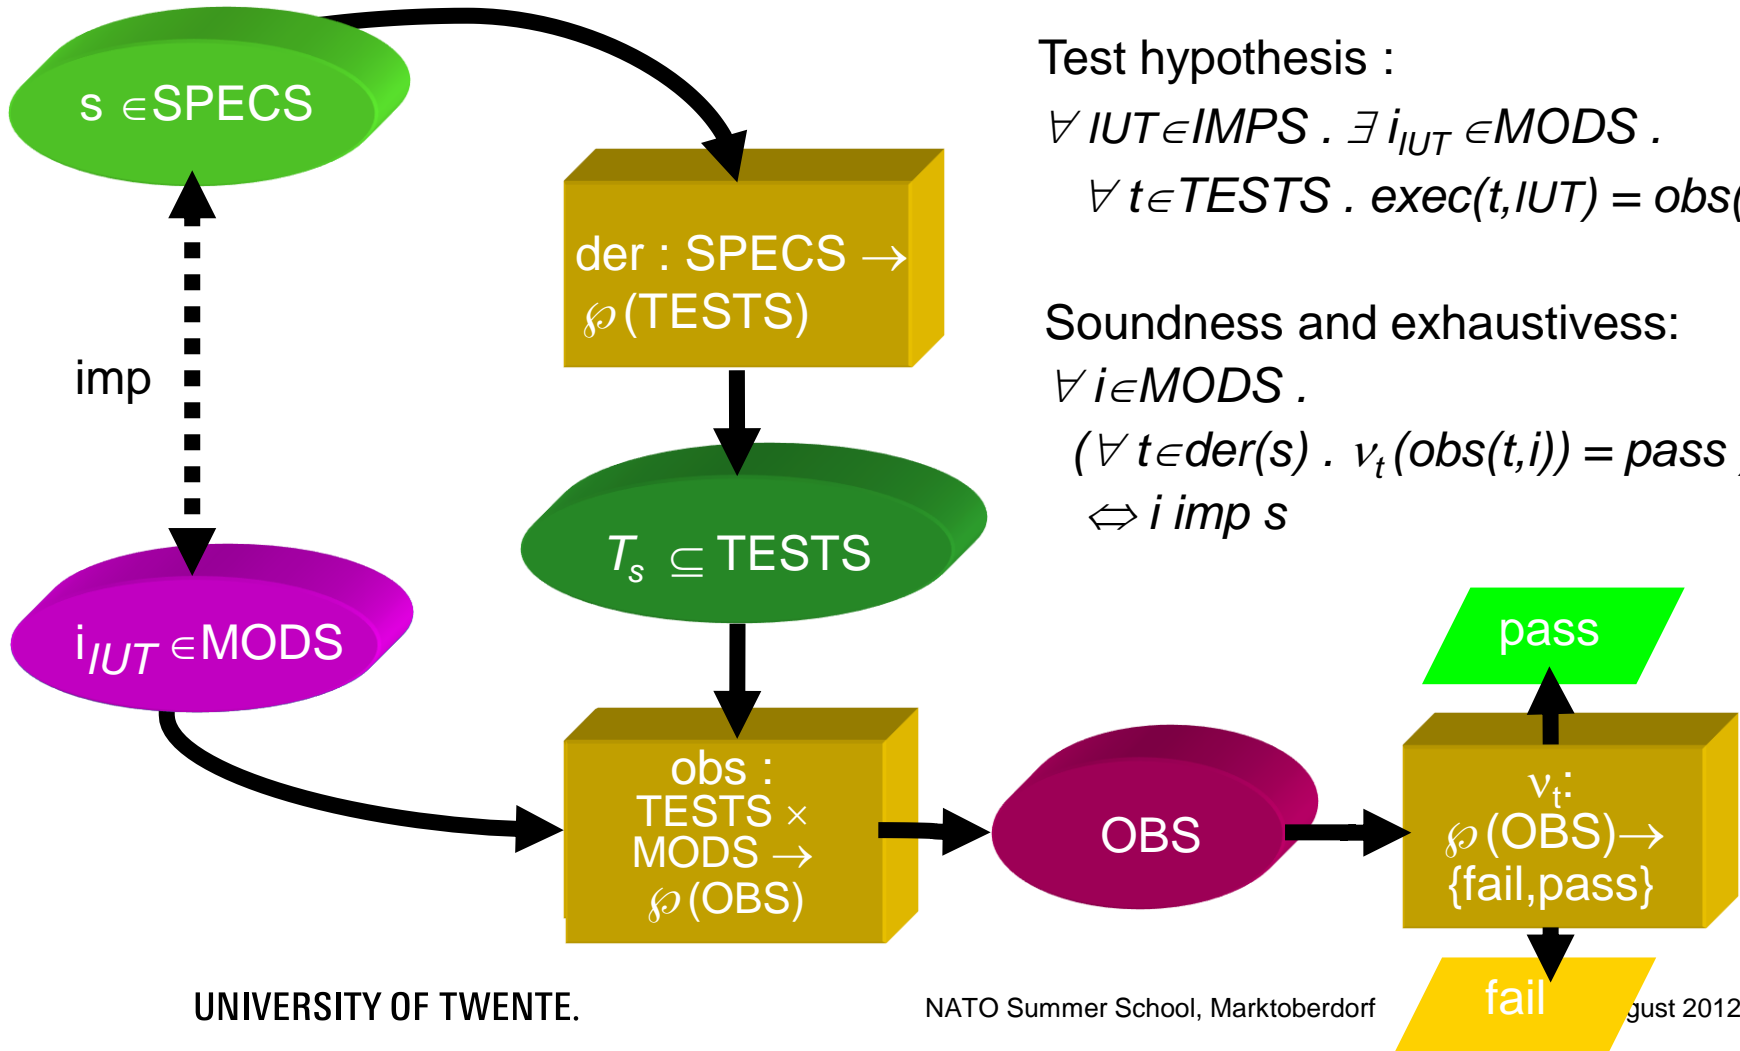 s ∈SPECS
der : SPECS →
℘(TESTS)
imp
T_s ⊆ TESTS
i_IUT ∈MODS
obs :
TESTS ×
MODS →
℘(OBS)
OBS
ν_t:
℘(OBS)→
{fail,pass}
pass
fail
Test hypothesis :
∀ IUT∈IMPS . ∃ i_IUT ∈MODS .
∀ t∈TESTS . exec(t,IUT) = obs(
Soundness and exhaustivess:
∀ i∈MODS .
(∀ t∈der(s) . ν_t(obs(t,i)) = pass
⇔ i imp s
UNIVERSITY OF TWENTE.
NATO Summer School, Marktoberdorf
gust 2012